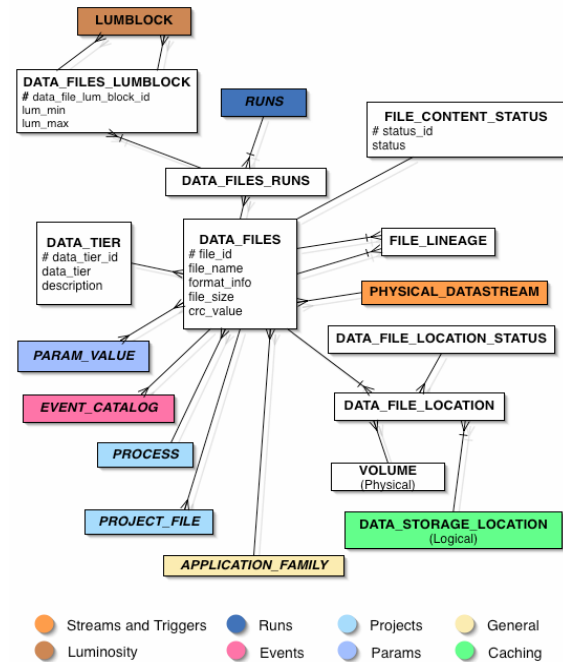 LUMBLOCK
DATA_FILES_LUMBLOCK
# data_file_lum_block_id
lum_min
lum_max
RUNS
FILE_CONTENT_STATUS
# status_id
status
DATA_FILES_RUNS
DATA_TIER
# data_tier_id
data_tier
description
DATA_FILES
# file_id
file_name
format_info
file_size
crc_value
FILE_LINEAGE
PHYSICAL_DATASTREAM
DATA_FILE_LOCATION_STATUS
PARAM_VALUE
EVENT_CATALOG
DATA_FILE_LOCATION
PROCESS
VOLUME
(Physical)
PROJECT_FILE
DATA_STORAGE_LOCATION
(Logical)
APPLICATION_FAMILY
Streams and Triggers
Runs
Projects
General
Luminosity
Events
Params
Caching